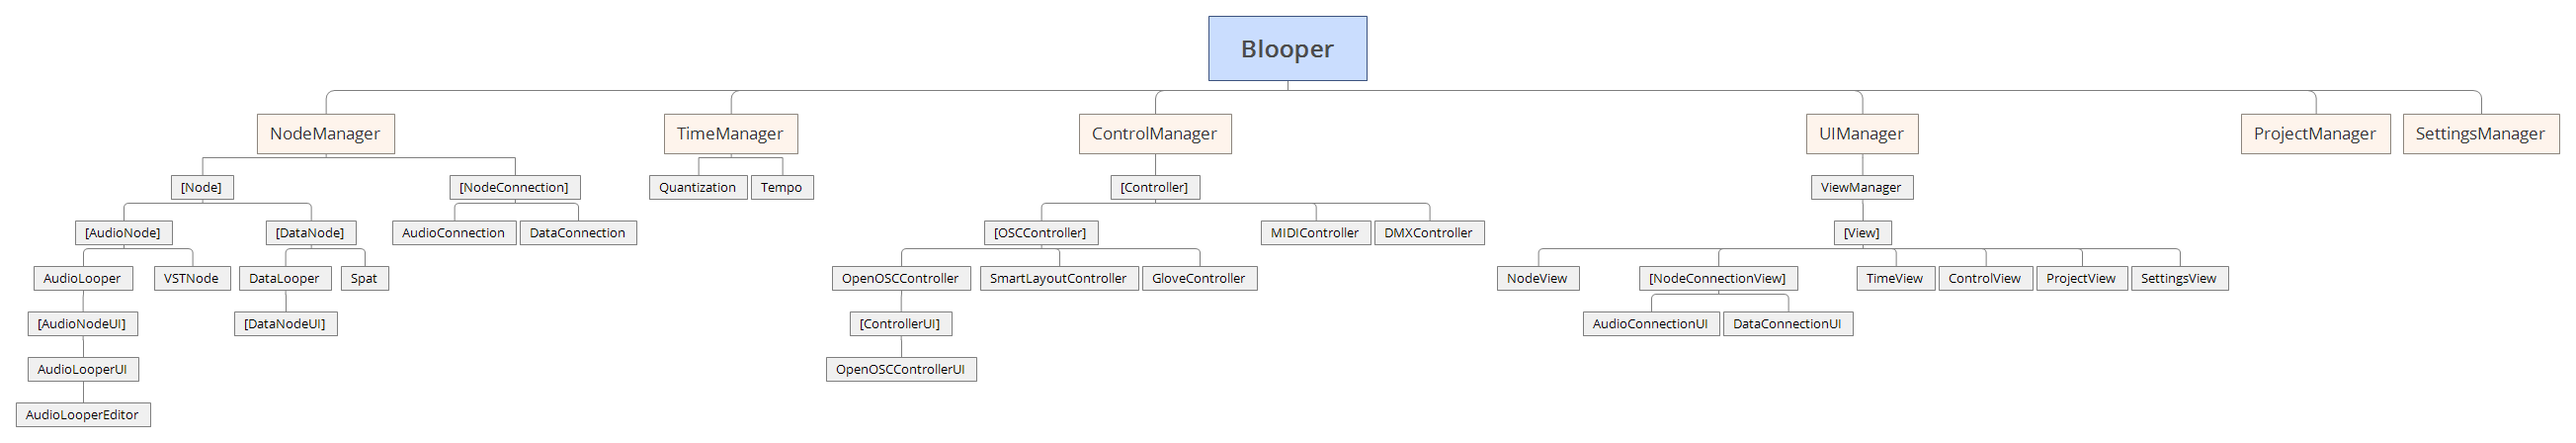 Blooper
NodeManager
TimeManager
ControlManager
UIManager
ProjectManager
SettingsManager
[Node]
[NodeConnection]
Quantization
Tempo
[Controller]
ViewManager
[AudioNode]
[DataNode]
AudioConnection
DataConnection
[OSCController]
MIDIController
DMXController
[View]
AudioLooper
VSTNode
DataLooper
Spat
OpenOSCController
SmartLayoutController
GloveController
NodeView
[NodeConnectionView]
TimeView
ControlView
ProjectView
SettingsView
[AudioNodeUI]
[DataNodeUI]
[ControllerUI]
AudioConnectionUI
DataConnectionUI
AudioLooperUI
OpenOSCControllerUI
AudioLooperEditor